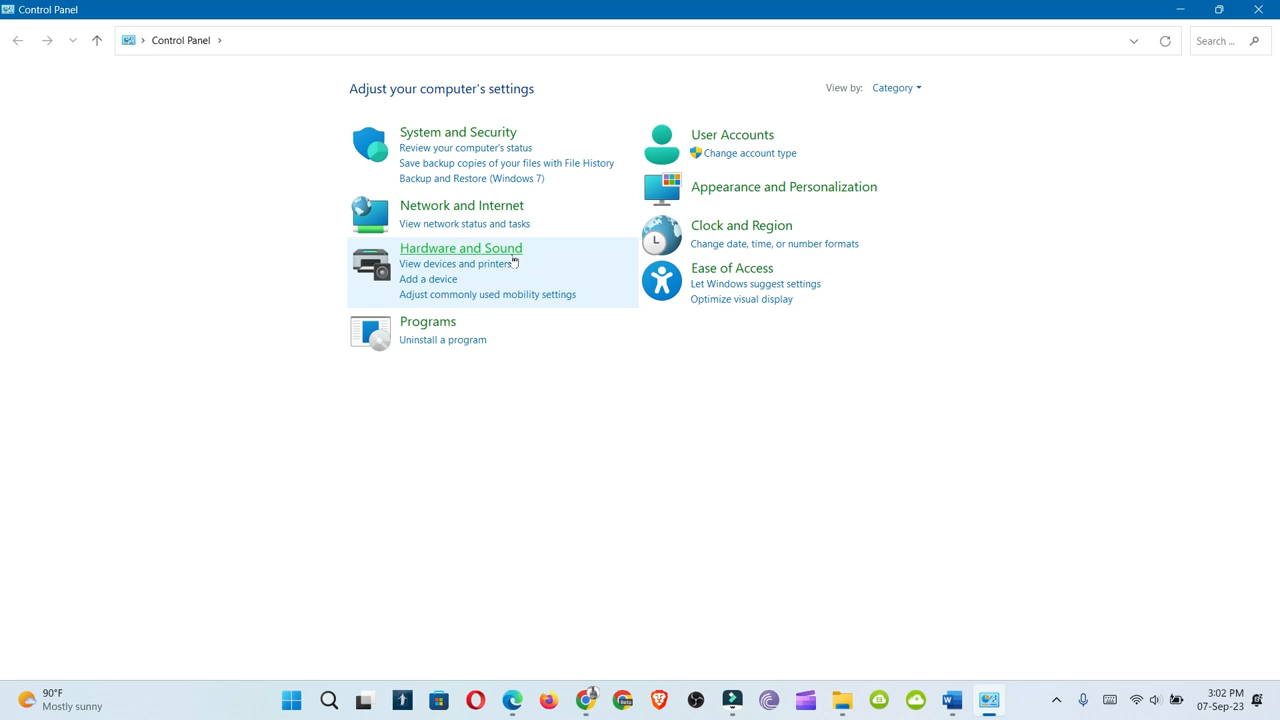 Control Panel
Control Panel
Search ...
Adjust your computer's settings
View by: Category
System and Security
Review your computer's status
Save backup copies of your files with File History
Backup and Restore (Windows 7)
Network and Internet
View network status and tasks
Hardware and Sound
View devices and printers
Add a device
Adjust commonly used mobility settings
Programs
Uninstall a program
User Accounts
Change account type
Appearance and Personalization
Clock and Region
Change date, time, or number formats
Ease of Access
Let Windows suggest settings
Optimize visual display
90°F
Mostly sunny
Beta
3:02 PM
07-Sep-23